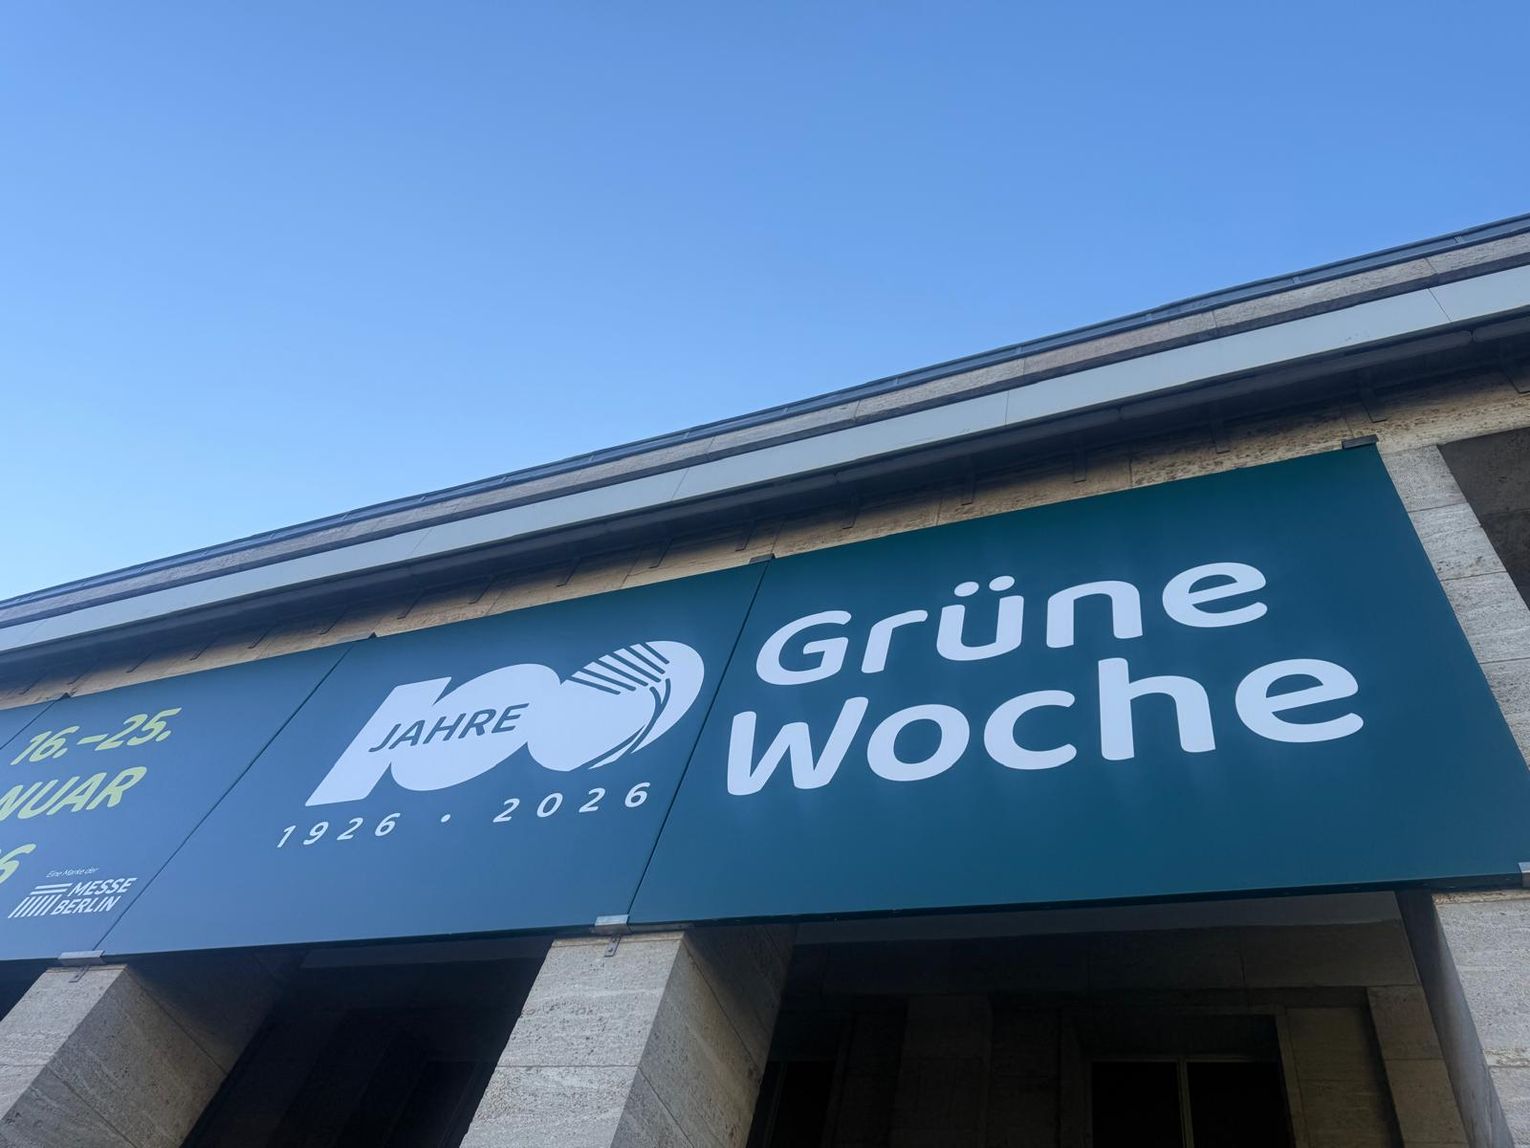 16.–25.
NUAR
6
Eine Marke der
MESSE
BERLIN
100
JAHRE
1926 · 2026
Grüne
Woche